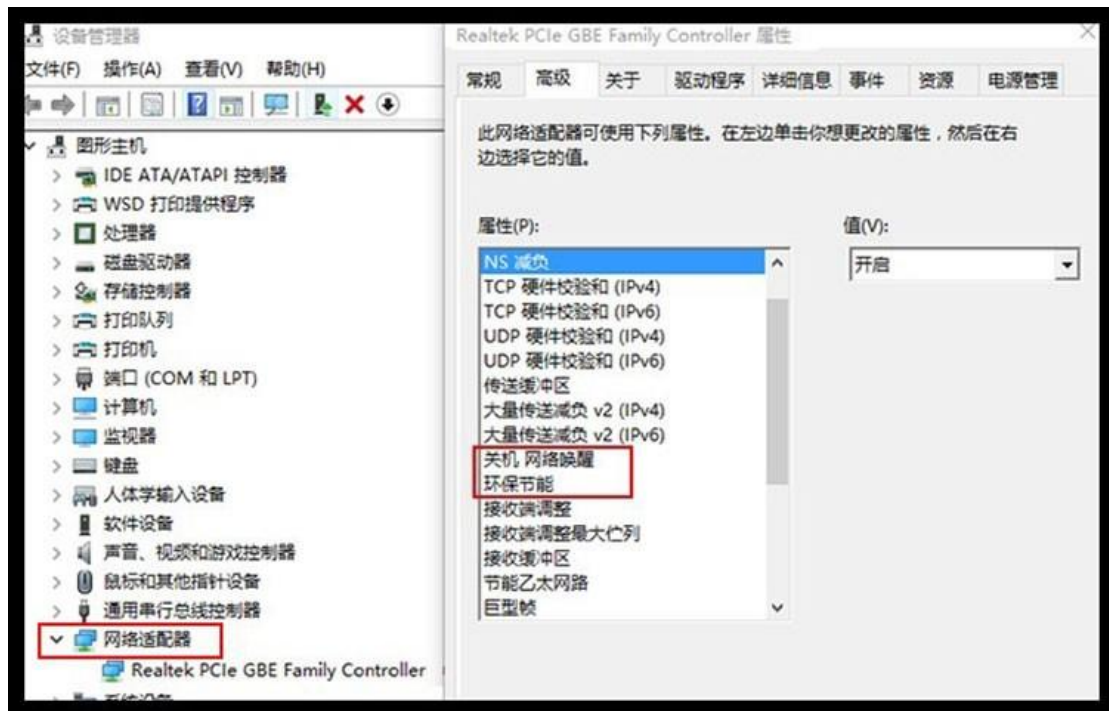 设备管理器
文件(F) 操作(A) 查看(V) 帮助(H)
图形主机
IDE ATA/ATAPI 控制器
WSD 打印提供程序
处理器
磁盘驱动器
存储控制器
打印队列
打印机
端口 (COM 和 LPT)
计算机
监视器
键盘
人体学输入设备
软件设备
声音、视频和游戏控制器
鼠标和其他指针设备
通用串行总线控制器
网络适配器
Realtek PCIe GBE Family Controller
系统设备
Realtek PCIe GBE Family Controller 属性
常规 高级 关于 驱动程序 详细信息 事件 资源 电源管理
此网络适配器可使用下列属性。在左边单击你想更改的属性，然后在右
边选择它的值。
属性(P):
值(V):
NS 减负
开启
TCP 硬件校验和 (IPv4)
TCP 硬件校验和 (IPv6)
UDP 硬件校验和 (IPv4)
UDP 硬件校验和 (IPv6)
传送缓冲区
大量传送减负 v2 (IPv4)
大量传送减负 v2 (IPv6)
关机 网络唤醒
环保节能
接收端调整
接收端调整最大伫列
接收缓冲区
节能乙太网路
巨型帧